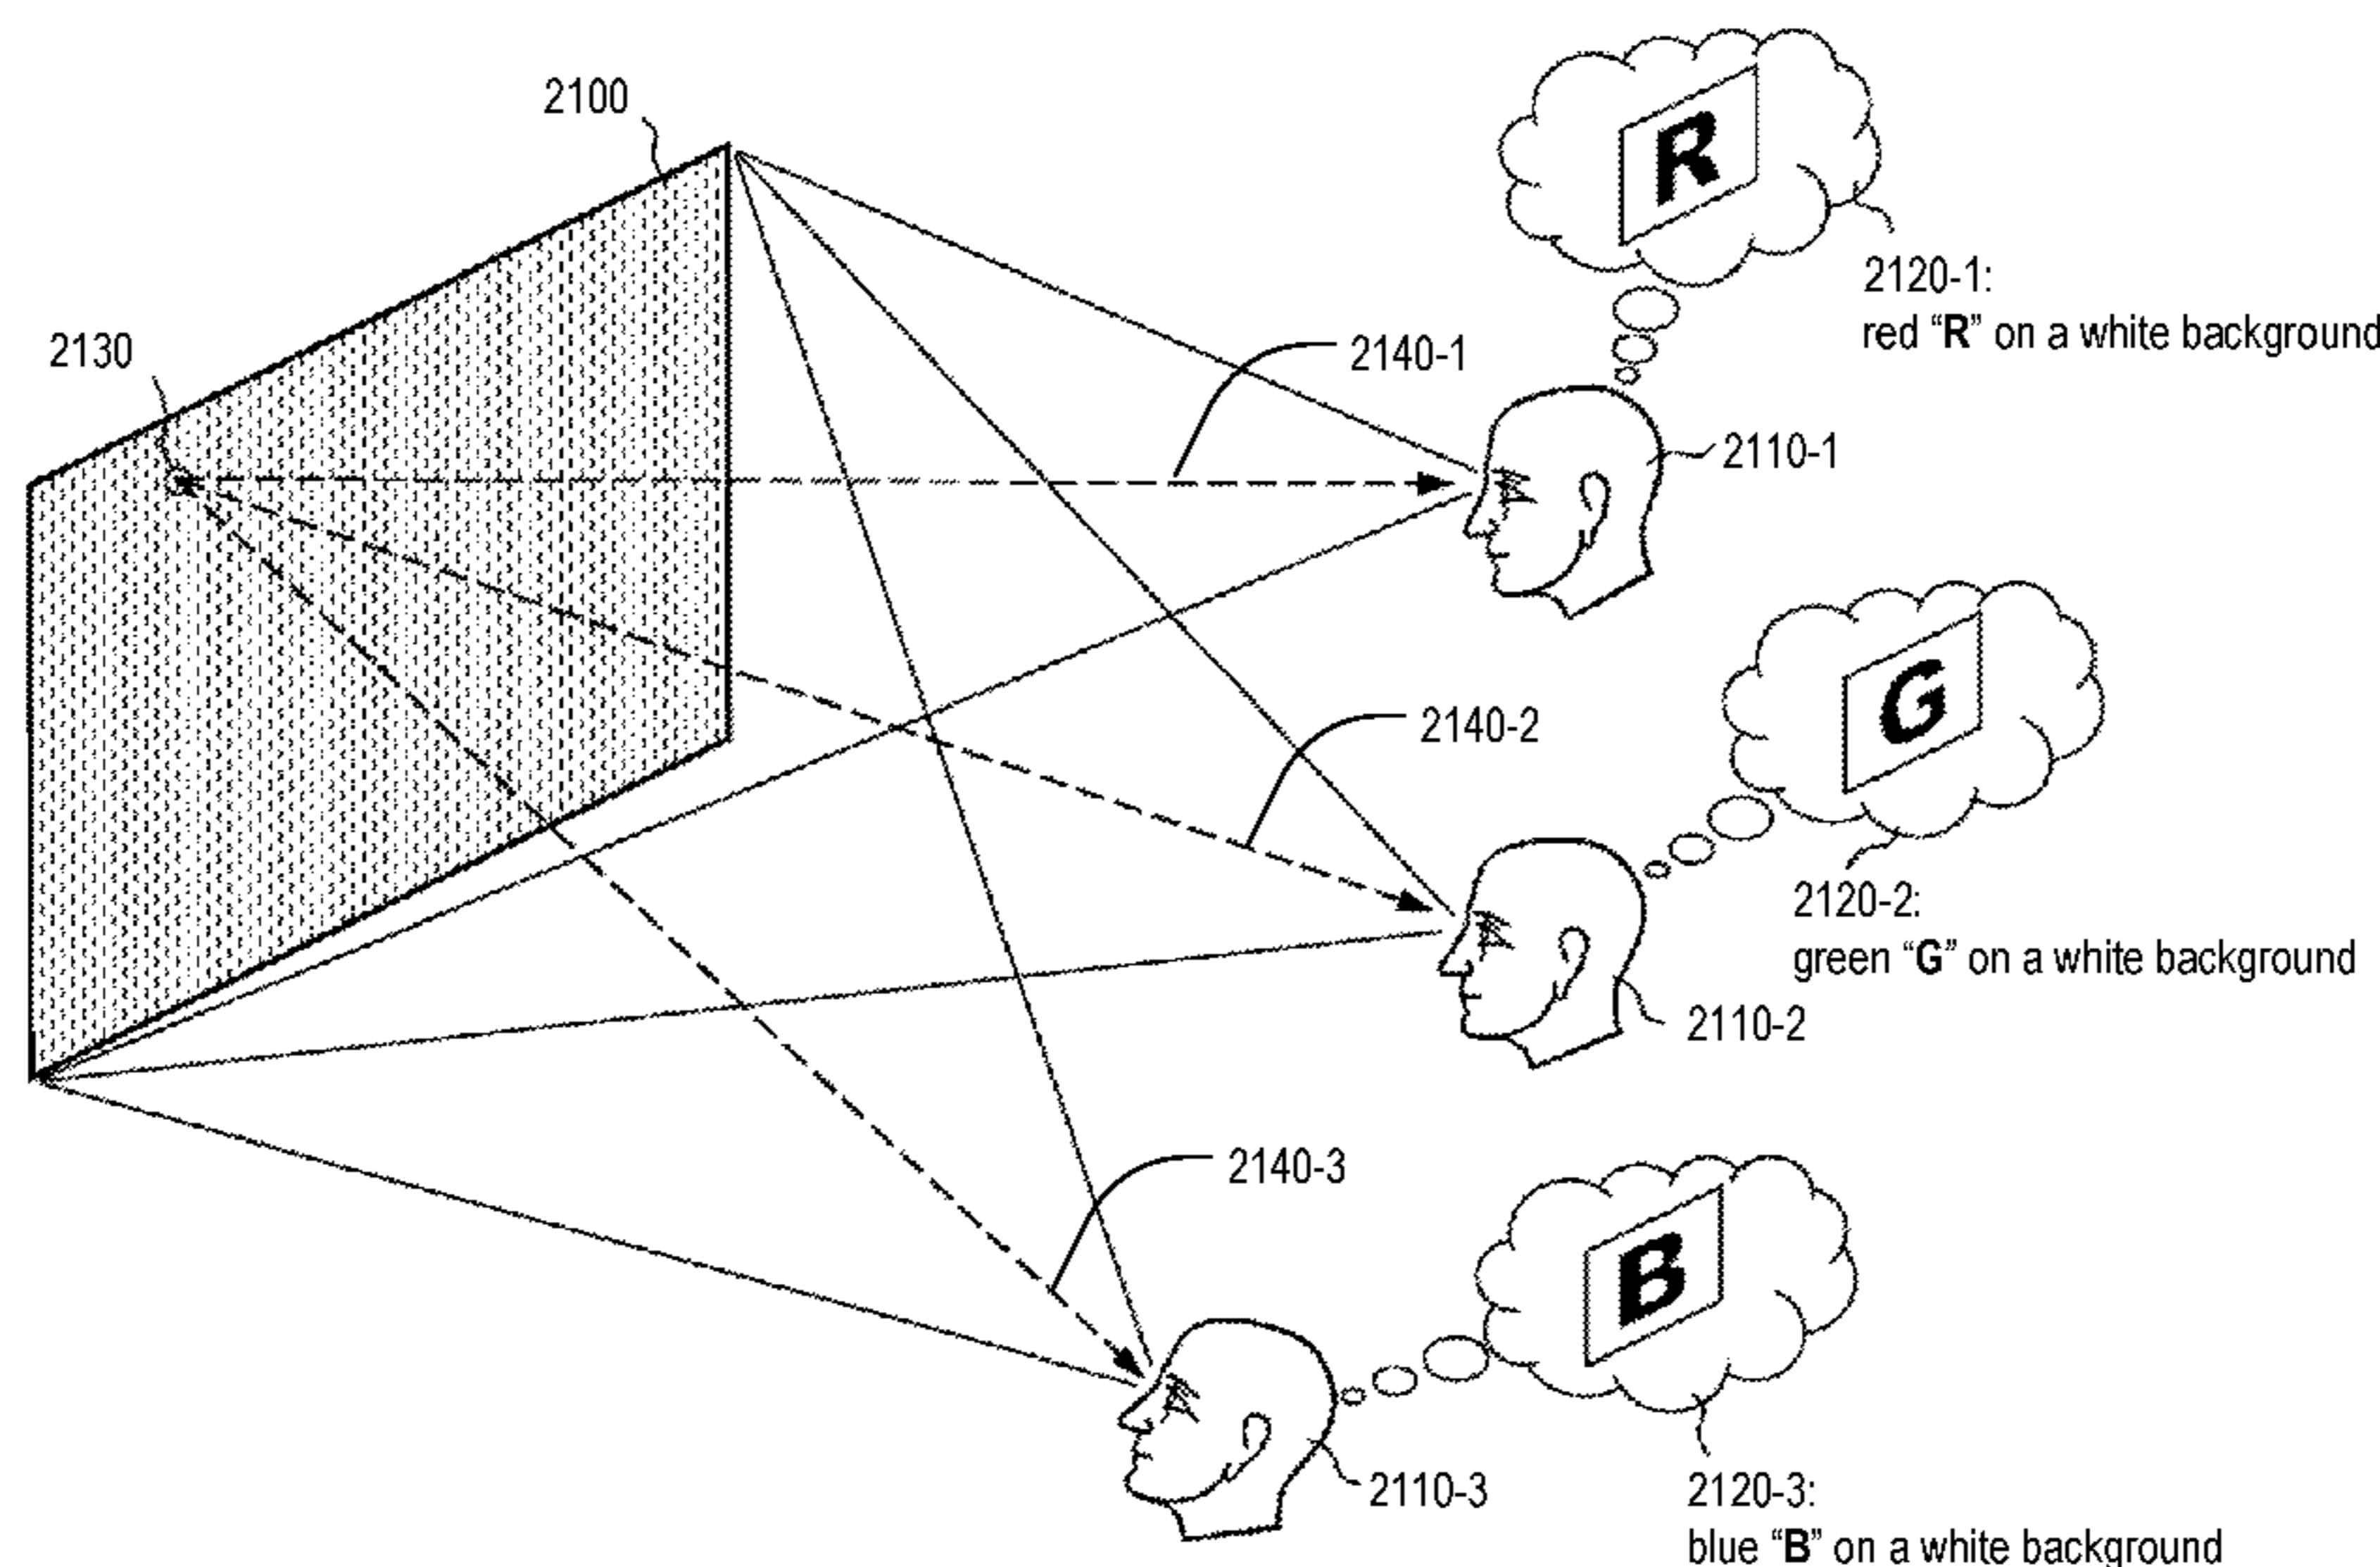 2100
R
2120-1:
red “R” on a white background
2130
2140-1
2110-1
G
2140-2
2120-2:
green “G” on a white background
2110-2
2140-3
B
2110-3
2120-3:
blue “B” on a white background